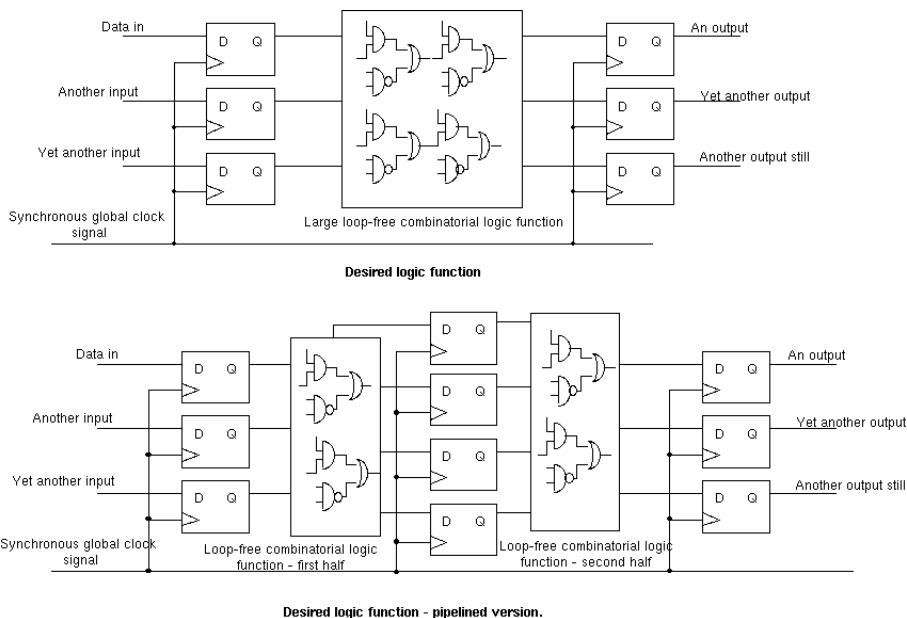 Data in
D Q
D Q
An output
Another input
D Q
D Q
Yet another output
Yet another input
D Q
D Q
Another output still
Synchronous global clock
signal
Large loop-free combinatorial logic function
Desired logic function
D Q
Data in
D Q
D Q
An output
D Q
Another input
D Q
D Q
Yet another output
D Q
Yet another input
D Q
D Q
Another output still
D Q
Synchronous global clock
signal
Loop-free combinatorial logic
function - first half
Loop-free combinatorial logic
function - second half
Desired logic function - pipelined version.